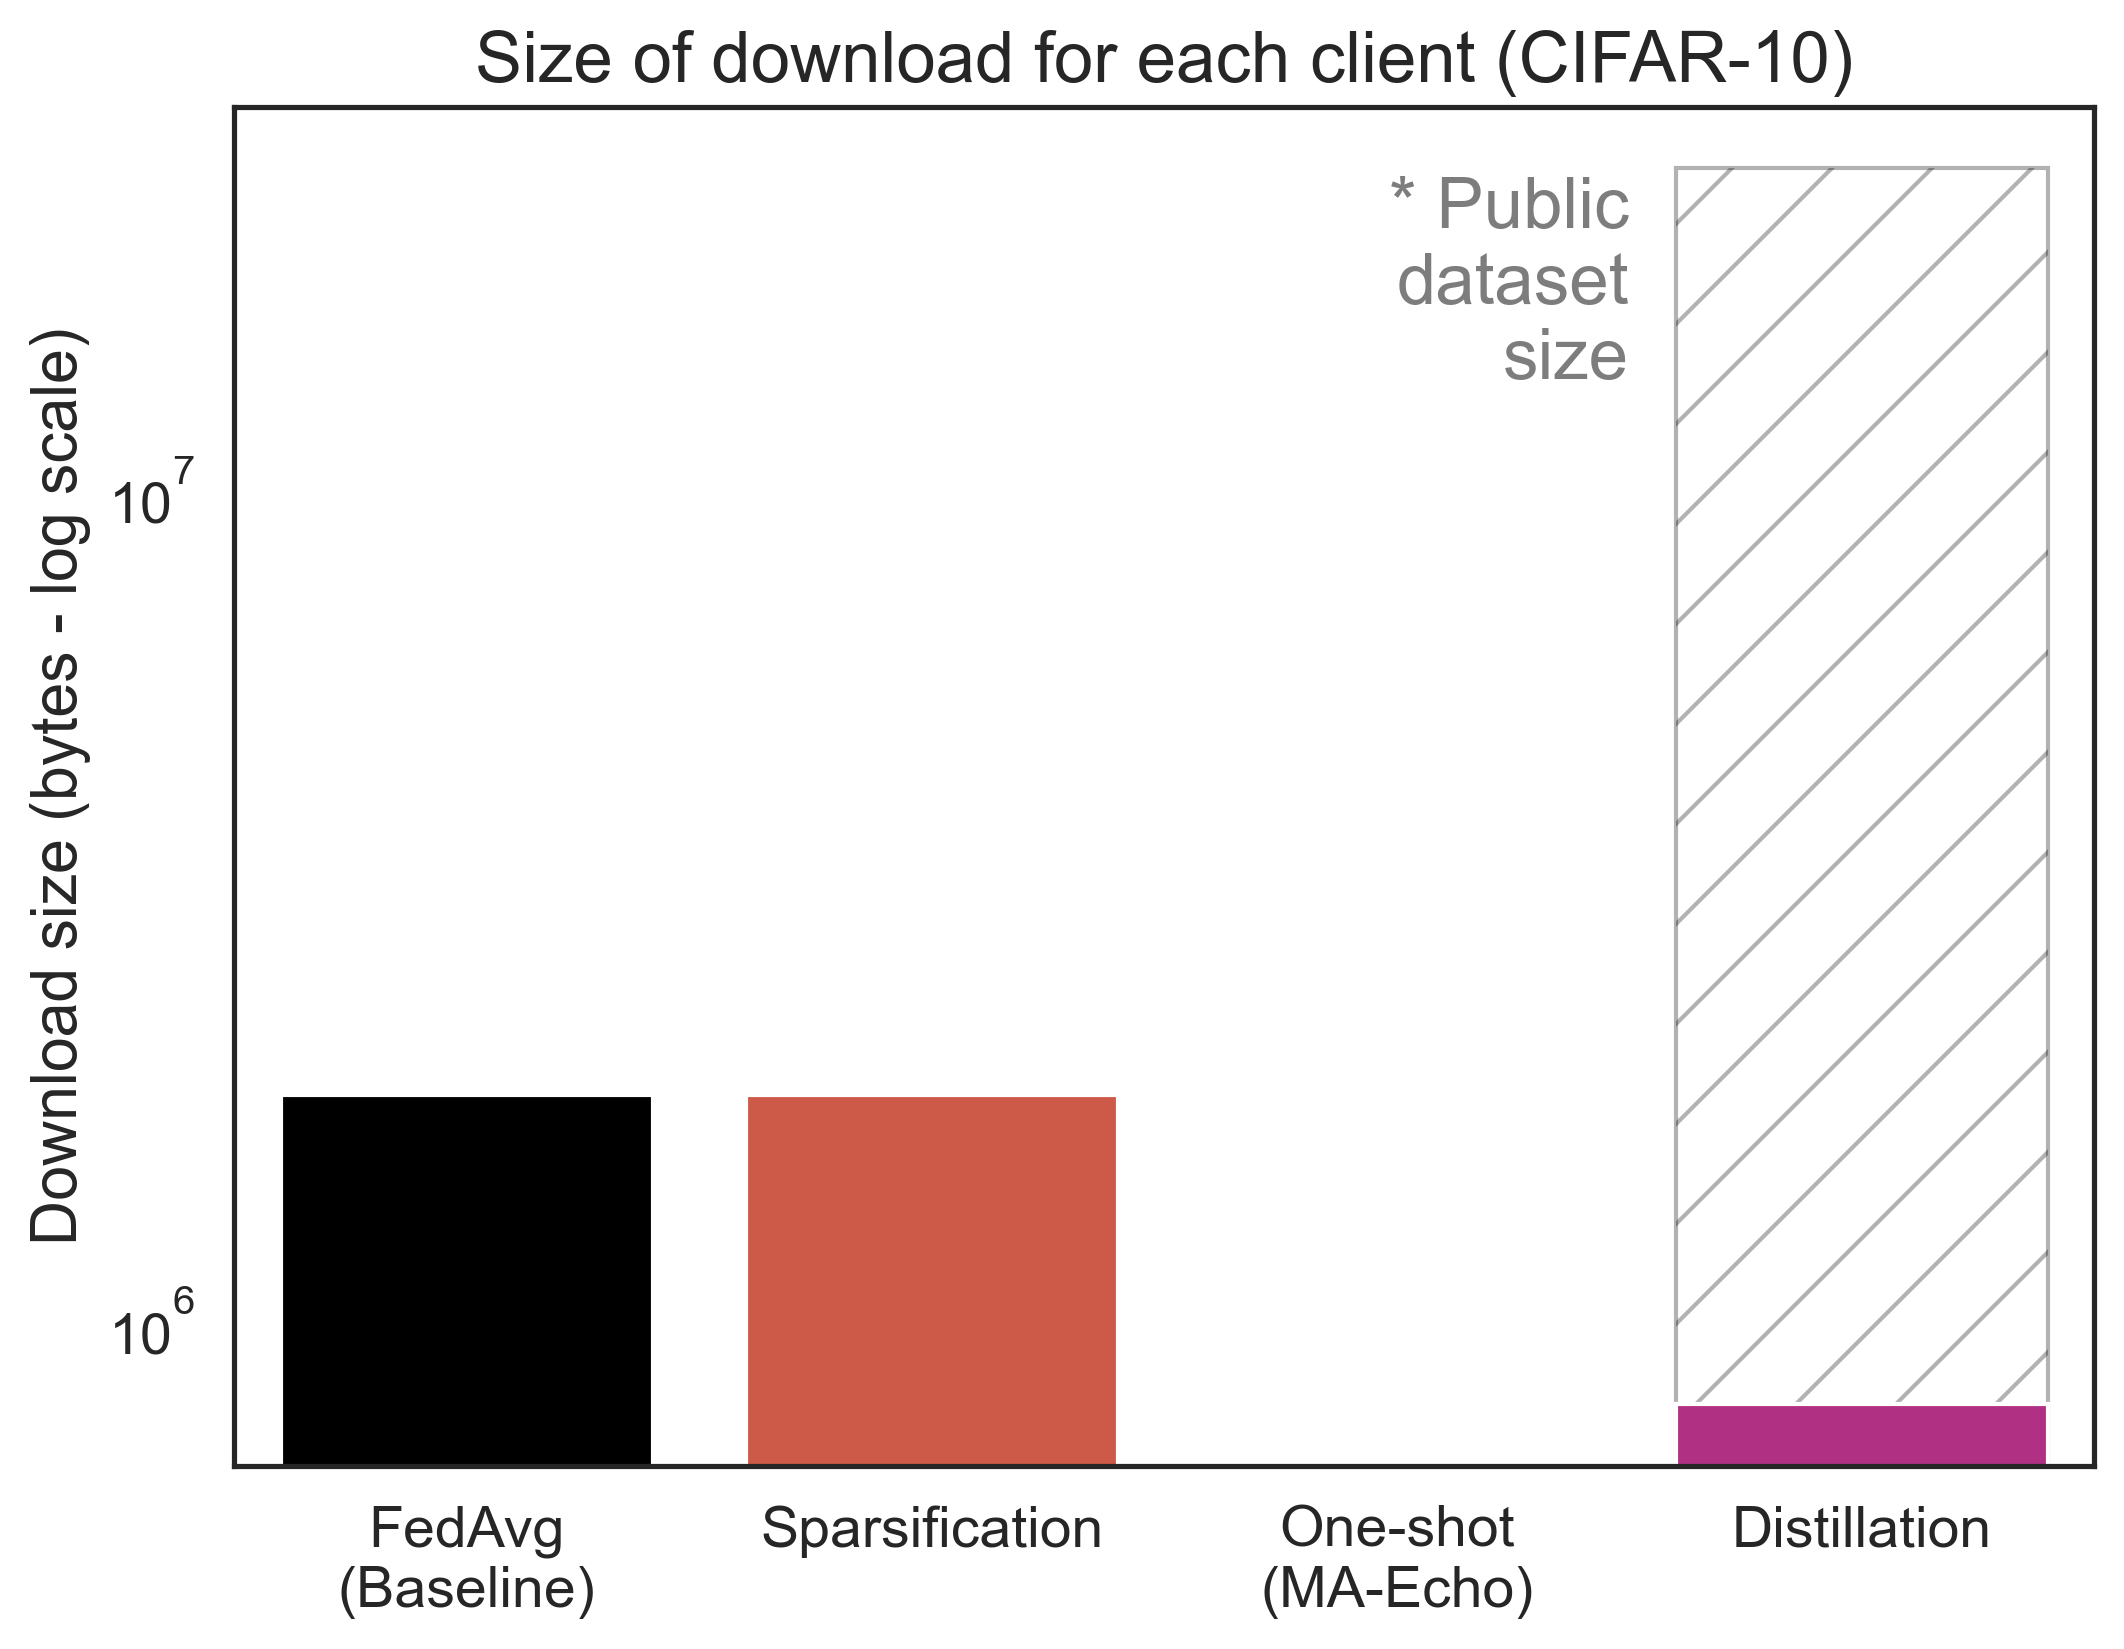 Size of download for each client (CIFAR-10)
Download size (bytes - log scale)
10^7
10^6
* Public
dataset
size
FedAvg
(Baseline)
Sparsification
One-shot
(MA-Echo)
Distillation